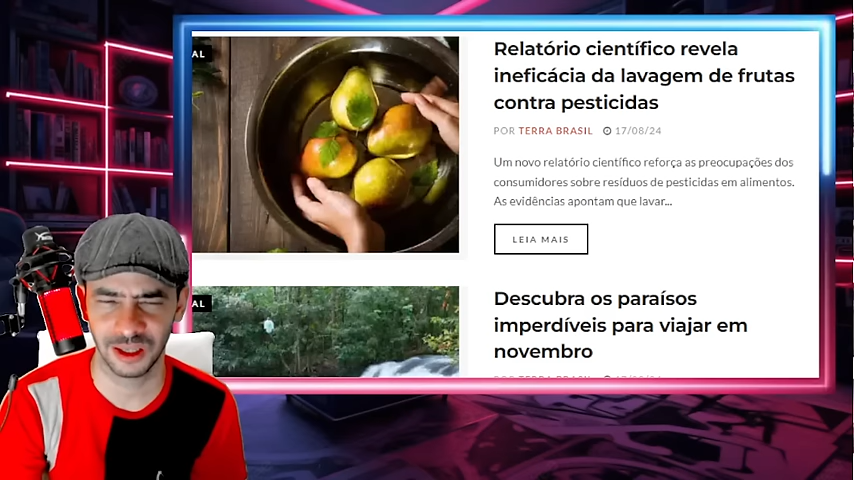 AL
Relatório científico revela
ineficácia da lavagem de frutas
contra pesticidas
POR TERRA BRASIL 17/08/24
Um novo relatório científico reforça as preocupações dos
consumidores sobre resíduos de pesticidas em alimentos.
As evidências apontam que lavar...
LEIA MAIS
AL
Descubra os paraísos
imperdíveis para viajar em
novembro